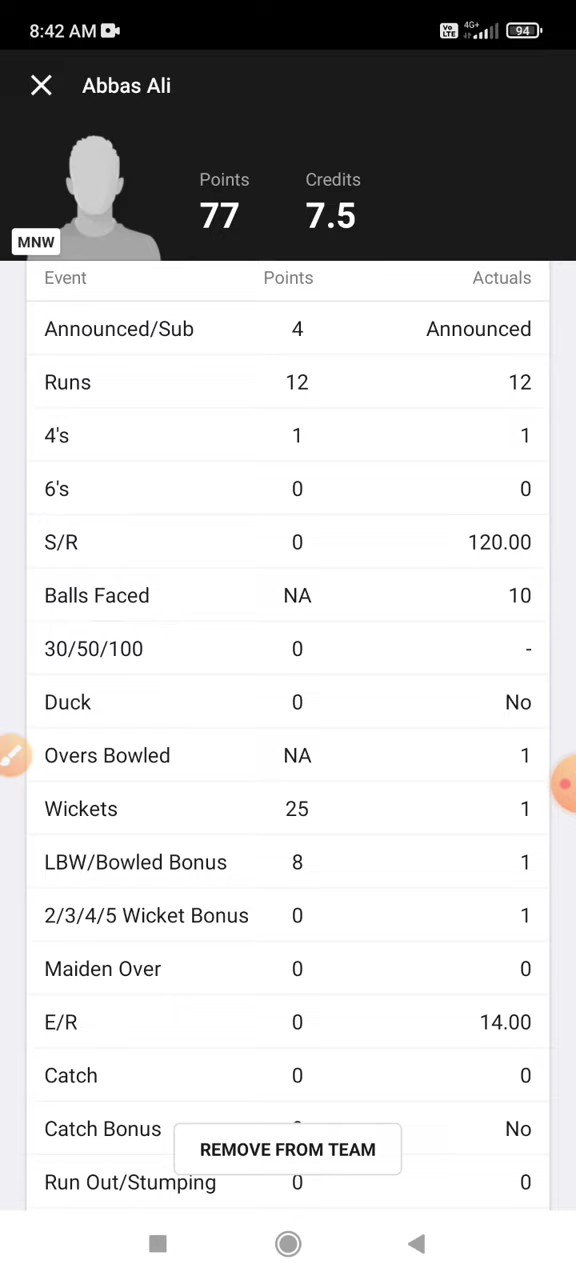 8:42 AM
Vo LTE 4G+ 94
Abbas Ali
Points Credits
77 7.5
MNW
Event Points Actuals
Announced/Sub 4 Announced
Runs 12 12
4's 1 1
6's 0 0
S/R 0 120.00
Balls Faced NA 10
30/50/100 0 -
Duck 0 No
Overs Bowled NA 1
Wickets 25 1
LBW/Bowled Bonus 8 1
2/3/4/5 Wicket Bonus 0 1
Maiden Over 0 0
E/R 0 14.00
Catch 0 0
Catch Bonus No
REMOVE FROM TEAM
Run Out/Stumping 0 0